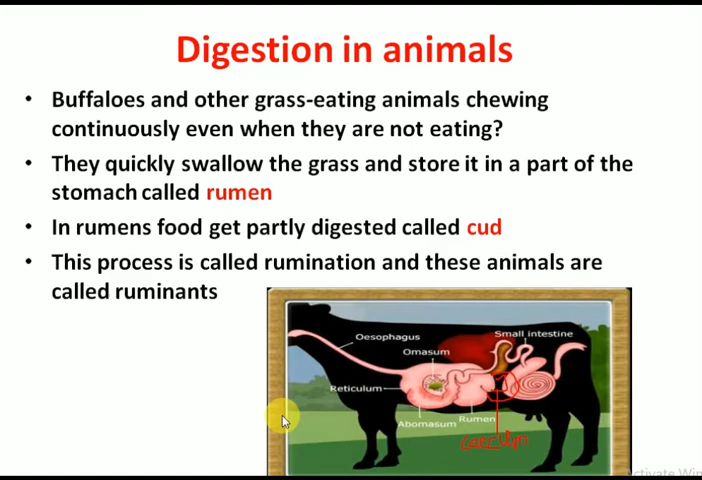 Digestion in animals
• Buffaloes and other grass-eating animals chewing
continuously even when they are not eating?
• They quickly swallow the grass and store it in a part of the
stomach called rumen
• In rumens food get partly digested called cud
• This process is called rumination and these animals are
called ruminants
Oesophagus
Small intestine
Omasum
Reticulum
Rumen
Abomasum
caecum
Activate Win